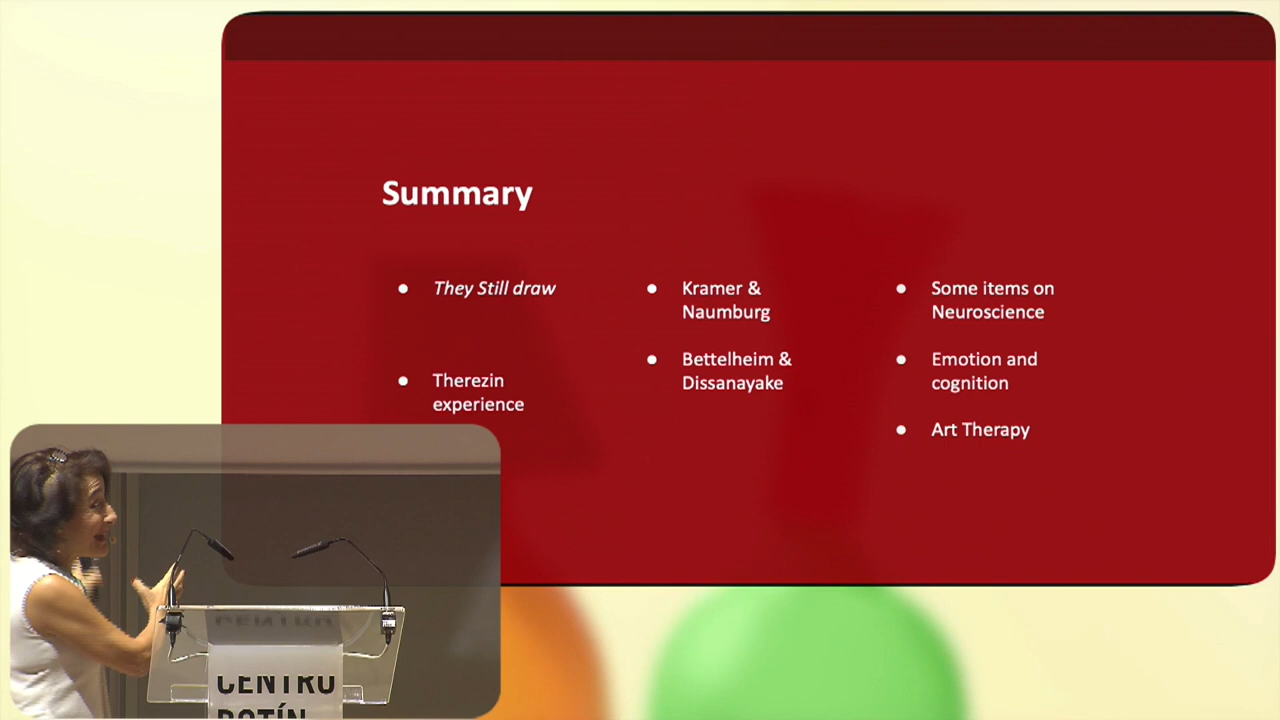 Summary
They Still draw
Therezin
experience
Kramer &
Naumburg
Bettelheim &
Dissanayake
Some items on
Neuroscience
Emotion and
cognition
Art Therapy
CENTRO
BOTÍN